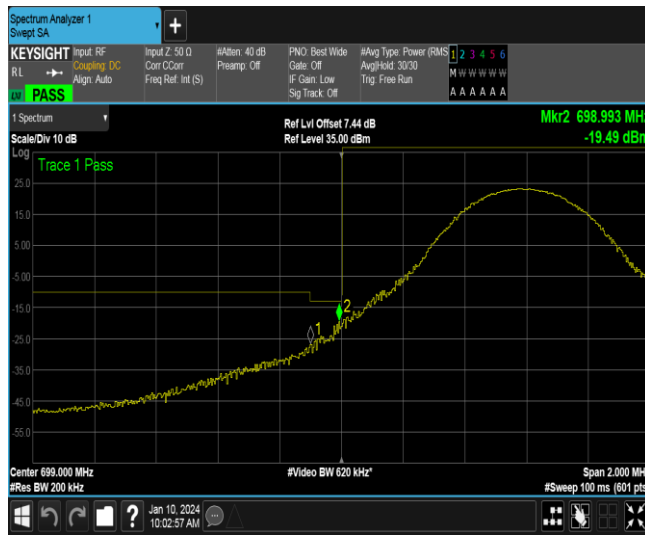 Spectrum Analyzer 1
Swept SA
+
KEYSIGHT
RL
PASS
Input: RF
Coupling: DC
Align: Auto
Input Z: 50 Ω
Corr CCorr
Freq Ref: Int (S)
#Atten: 40 dB
Preamp: Off
PNO: Best Wide
Gate: Off
IF Gain: Low
Sig Track: Off
#Avg Type: Power (RMS
Avg|Hold: 30/30
Trig: Free Run
1 2 3 4 5 6
M W W W W W
A A A A A A
1 Spectrum
Scale/Div 10 dB
Ref Lvl Offset 7.44 dB
Ref Level 35.00 dBm
Mkr2 698.993 MHz
-19.49 dBm
Log
Trace 1 Pass
25.0
15.0
5.00
-5.00
-15.0
-25.0
-35.0
-45.0
-55.0
1
2
Center 699.000 MHz
#Res BW 200 kHz
#Video BW 620 kHz*
Span 2.000 MH
#Sweep 100 ms (601 pts
?
Jan 10, 2024
10:02:57 AM